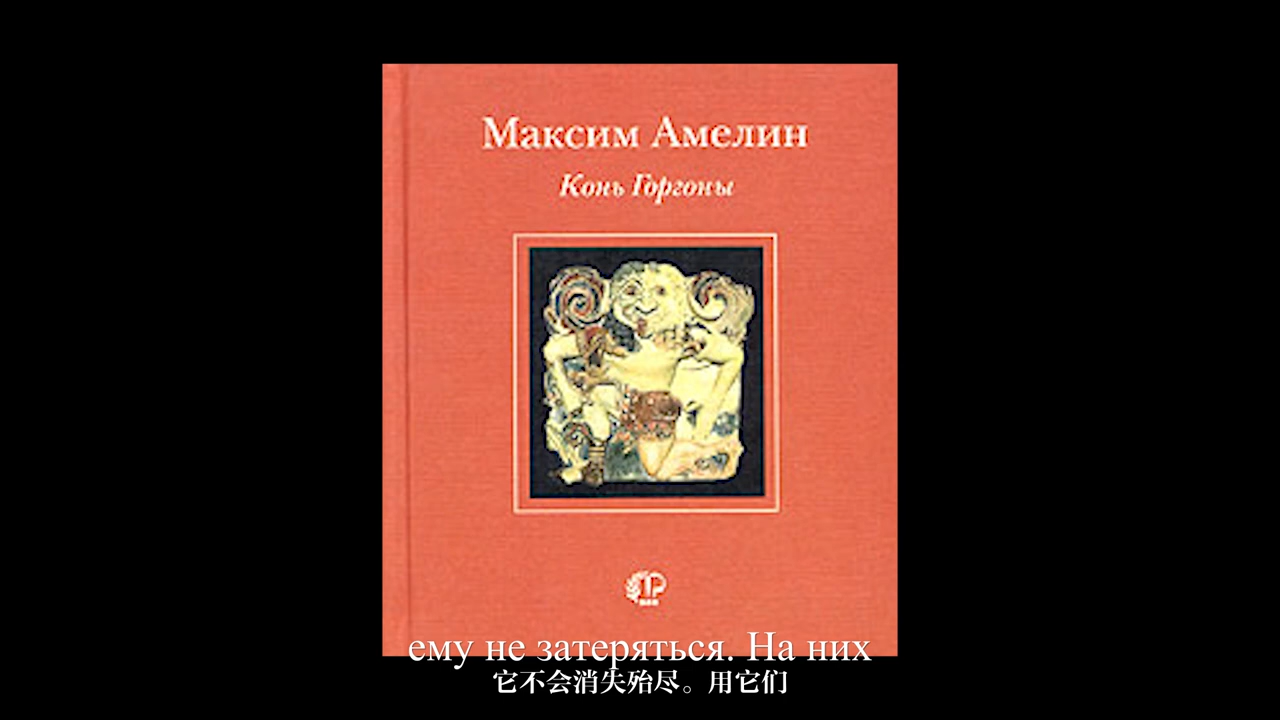 Максим Амелин
Конь Горгоны
ему не затеряться. На них
它不会消失殆尽。用它们